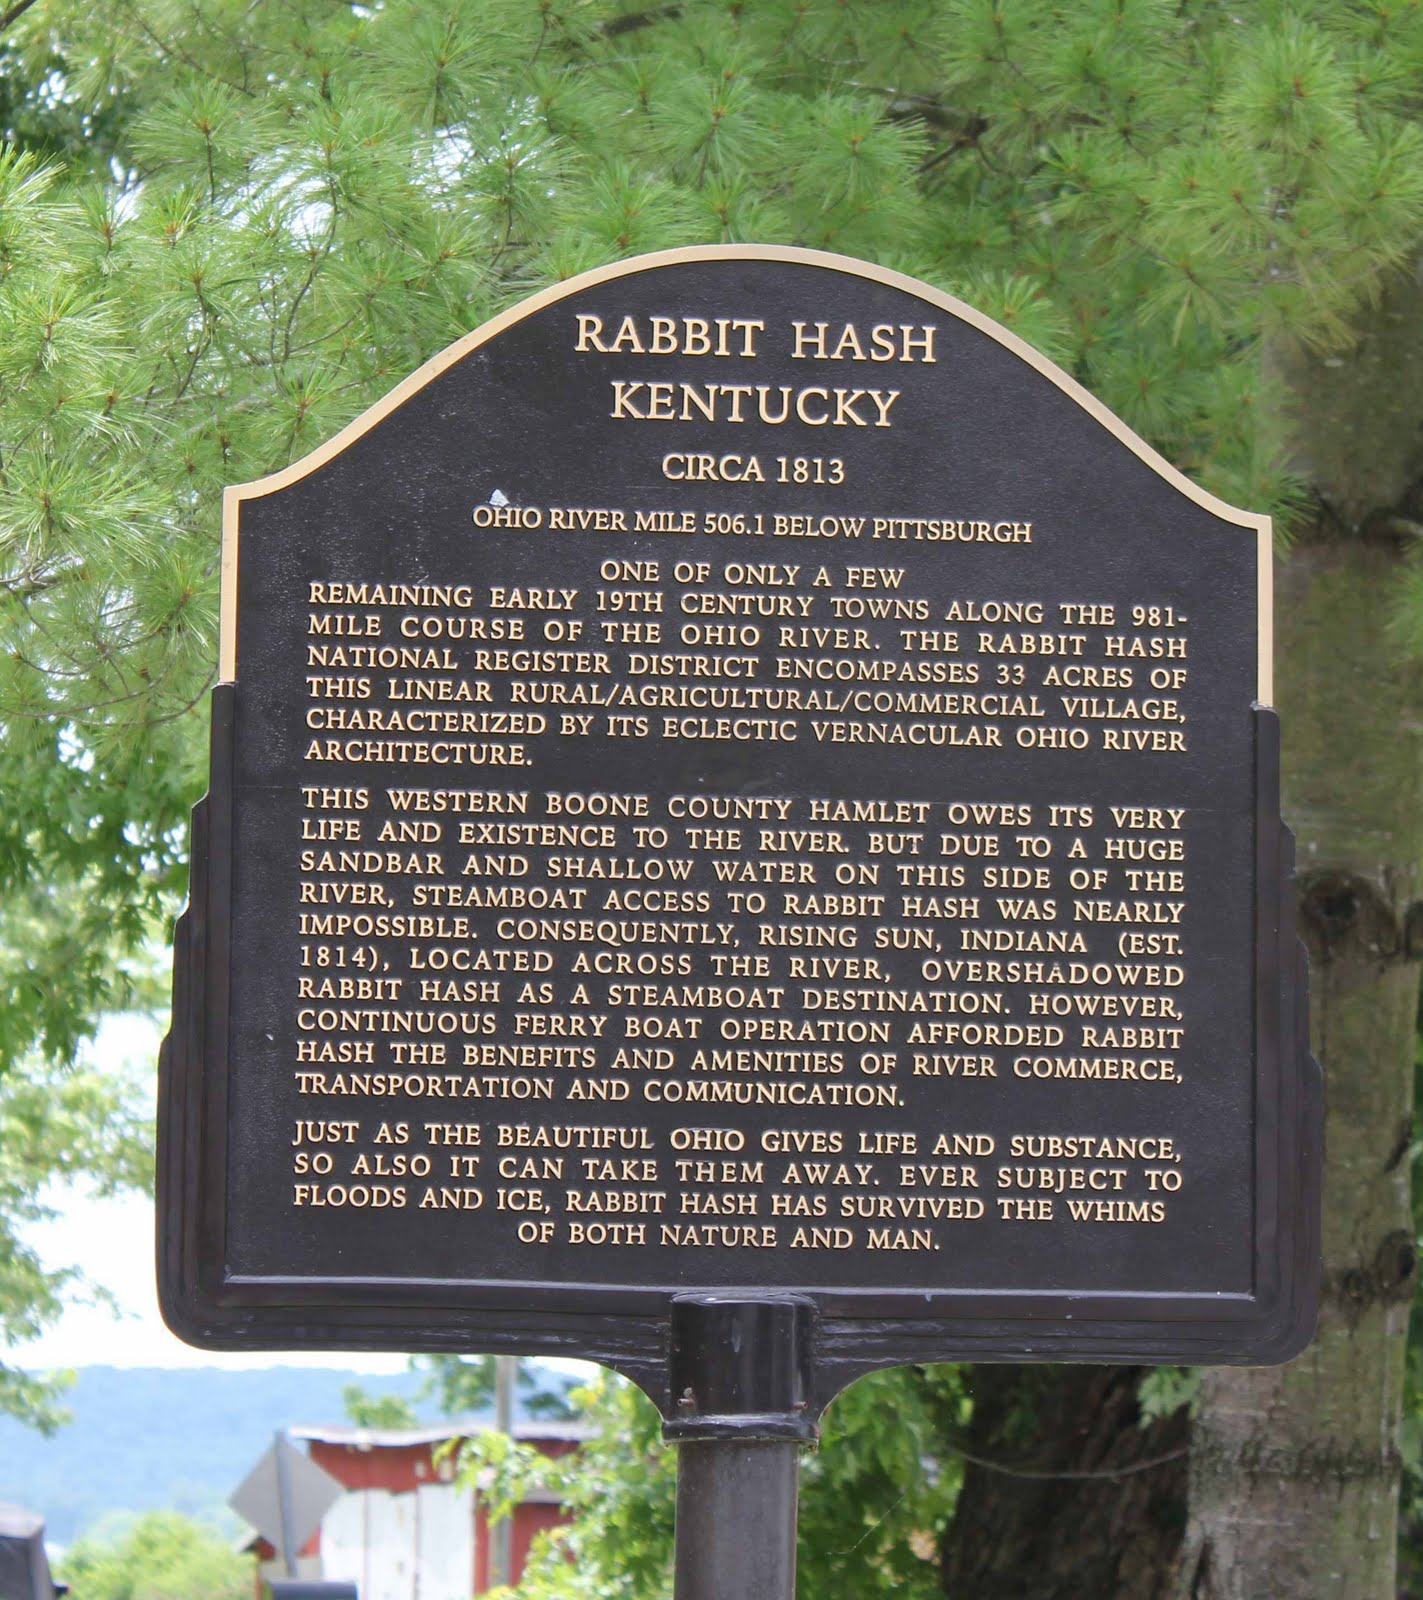 RABBIT HASH
KENTUCKY
CIRCA 1813
OHIO RIVER MILE 506.1 BELOW PITTSBURGH
ONE OF ONLY A FEW
REMAINING EARLY 19TH CENTURY TOWNS ALONG THE 981-
MILE COURSE OF THE OHIO RIVER. THE RABBIT HASH
NATIONAL REGISTER DISTRICT ENCOMPASSES 33 ACRES OF
THIS LINEAR RURAL/AGRICULTURAL/COMMERCIAL VILLAGE,
CHARACTERIZED BY ITS ECLECTIC VERNACULAR OHIO RIVER
ARCHITECTURE.
THIS WESTERN BOONE COUNTY HAMLET OWES ITS VERY
LIFE AND EXISTENCE TO THE RIVER. BUT DUE TO A HUGE
SANDBAR AND SHALLOW WATER ON THIS SIDE OF THE
RIVER, STEAMBOAT ACCESS TO RABBIT HASH WAS NEARLY
IMPOSSIBLE. CONSEQUENTLY, RISING SUN, INDIANA (EST.
1814), LOCATED ACROSS THE RIVER, OVERSHADOWED
RABBIT HASH AS A STEAMBOAT DESTINATION. HOWEVER,
CONTINUOUS FERRY BOAT OPERATION AFFORDED RABBIT
HASH THE BENEFITS AND AMENITIES OF RIVER COMMERCE,
TRANSPORTATION AND COMMUNICATION.
JUST AS THE BEAUTIFUL OHIO GIVES LIFE AND SUBSTANCE,
SO ALSO IT CAN TAKE THEM AWAY. EVER SUBJECT TO
FLOODS AND ICE, RABBIT HASH HAS SURVIVED THE WHIMS
OF BOTH NATURE AND MAN.